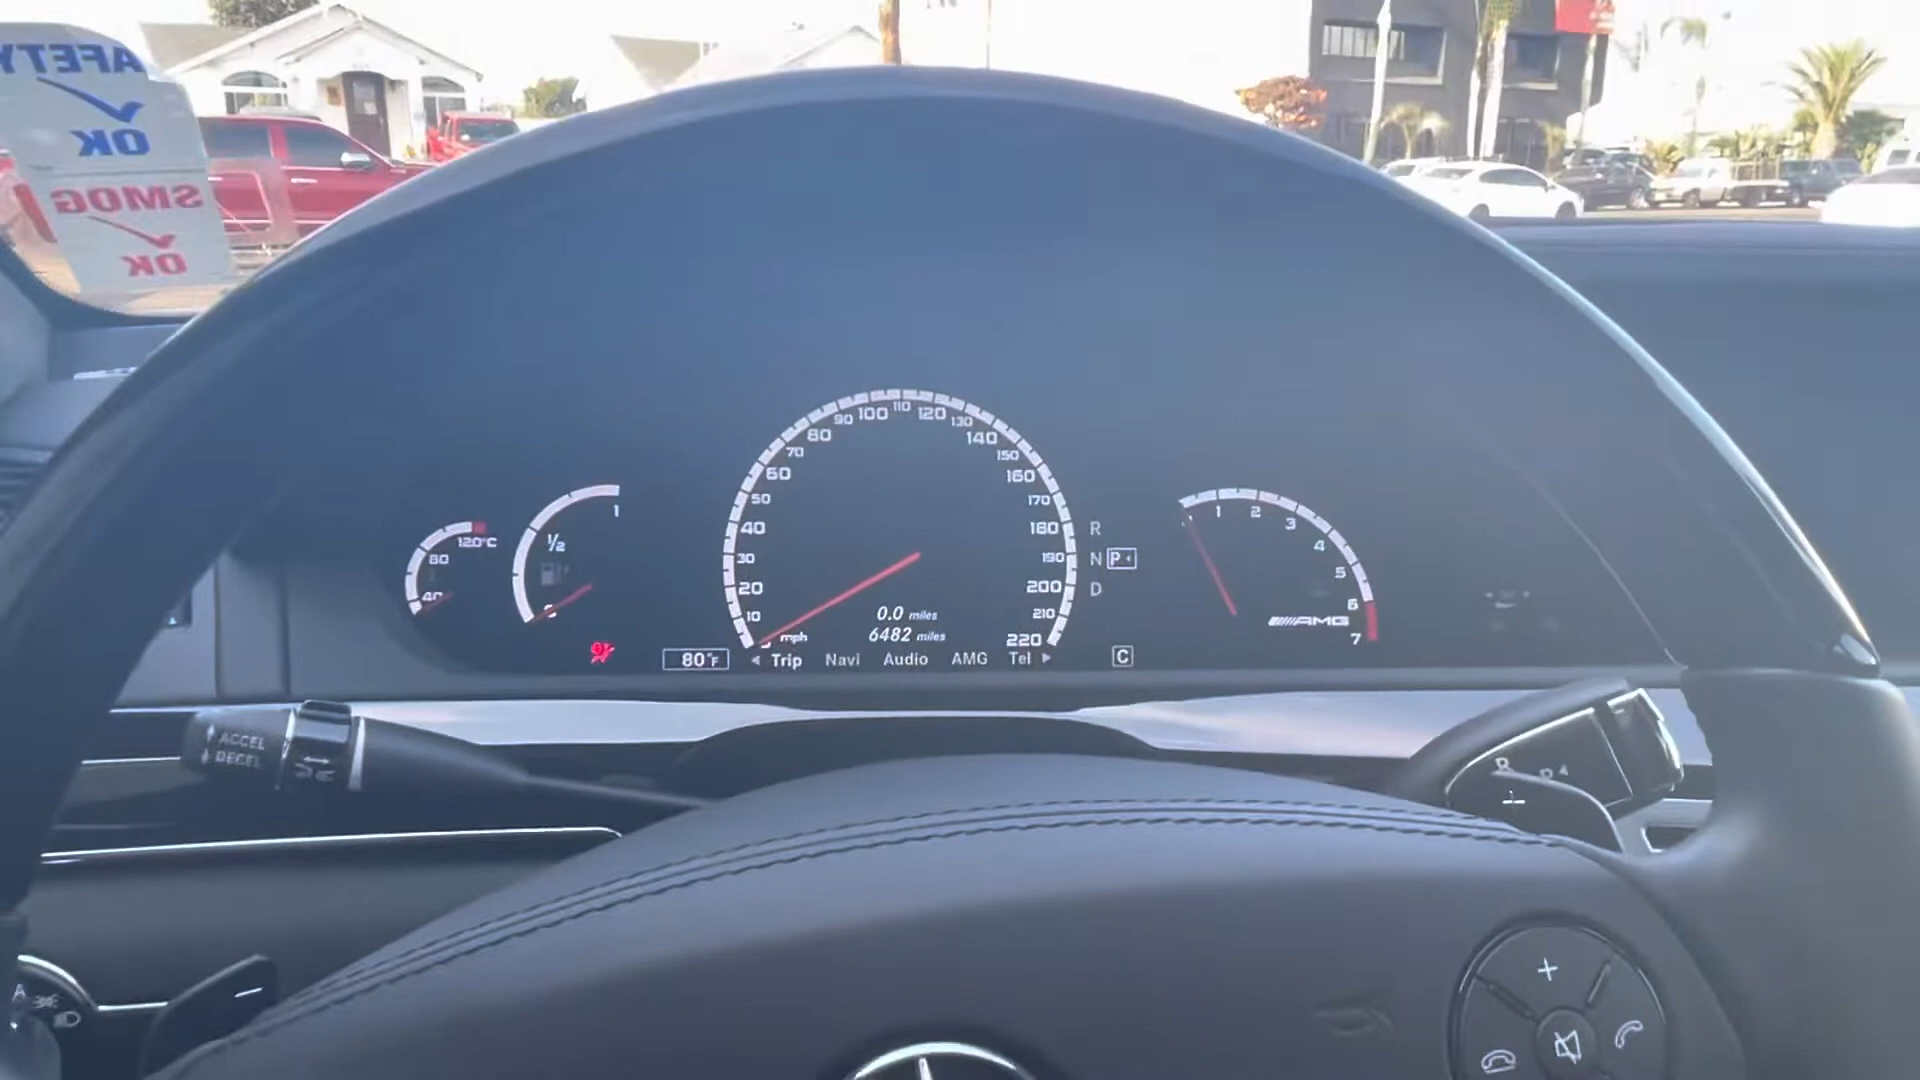 AFETY
OK
SMOG
OK
40
80
120°C
0
1/2
1
10
20
30
40
50
60
70
80
90
100
110
120
130
140
150
160
170
180
190
200
210
220
mph
0.0 miles
6482 miles
R
N P
D
1
2
3
4
5
6
7
AMG
80°F
Trip Navi Audio AMG Tel
C
ACCEL
DECEL
R
P
+
A
+